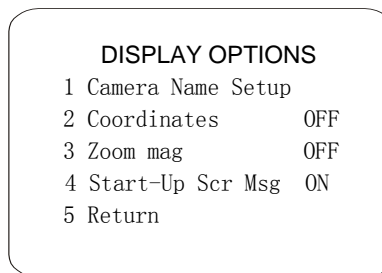 DISPLAY OPTIONS
1 Camera Name Setup
2 Coordinates OFF
3 Zoom mag OFF
4 Start-Up Scr Msg ON
5 Return